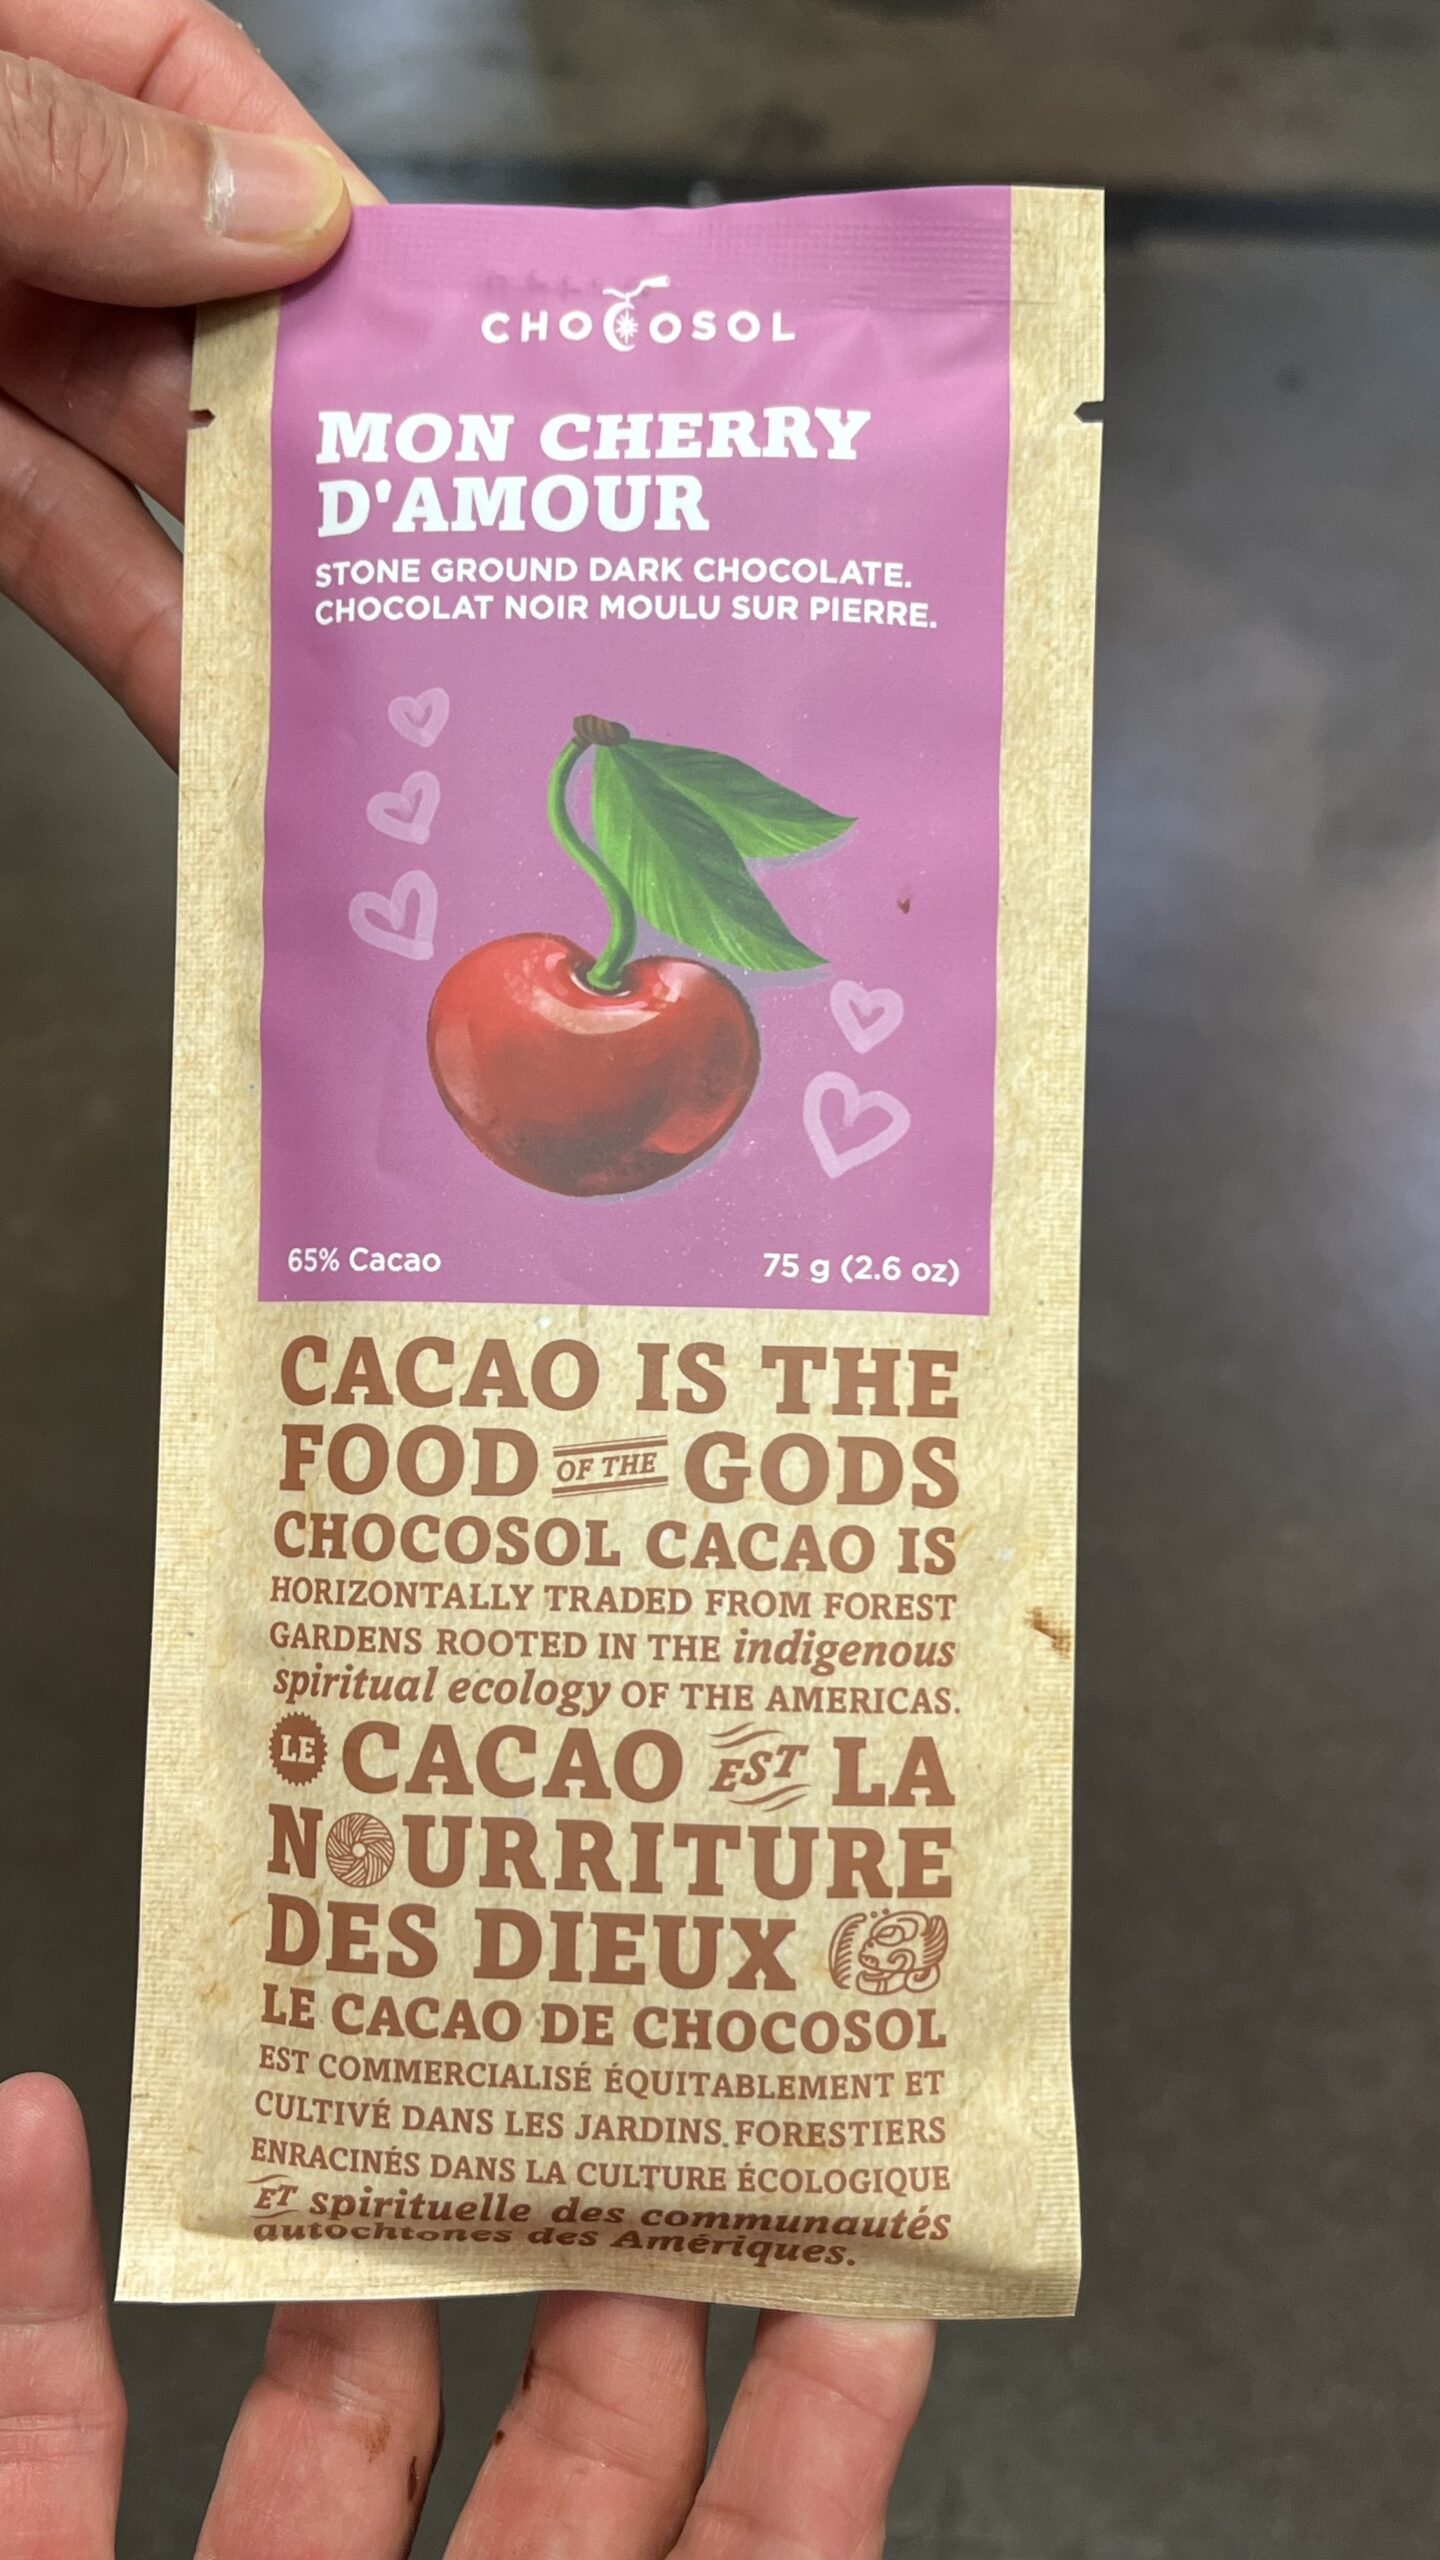 CHOCOSOL
MON CHERRY
D'AMOUR
STONE GROUND DARK CHOCOLATE.
CHOCOLAT NOIR MOULU SUR PIERRE.
65% Cacao
75 g (2.6 oz)
CACAO IS THE
FOOD OF THE GODS
CHOCOSOL CACAO IS
HORIZONTALLY TRADED FROM FOREST
GARDENS ROOTED IN THE indigenous
spiritual ecology OF THE AMERICAS.
LE CACAO EST LA
NOURRITURE
DES DIEUX
LE CACAO DE CHOCOSOL
EST COMMERCIALISÉ ÉQUITABLEMENT ET
CULTIVÉ DANS LES JARDINS FORESTIERS
ENRACINÉS DANS LA CULTURE ÉCOLOGIQUE
ET spirituelle des communautés
autochtones des Amériques.